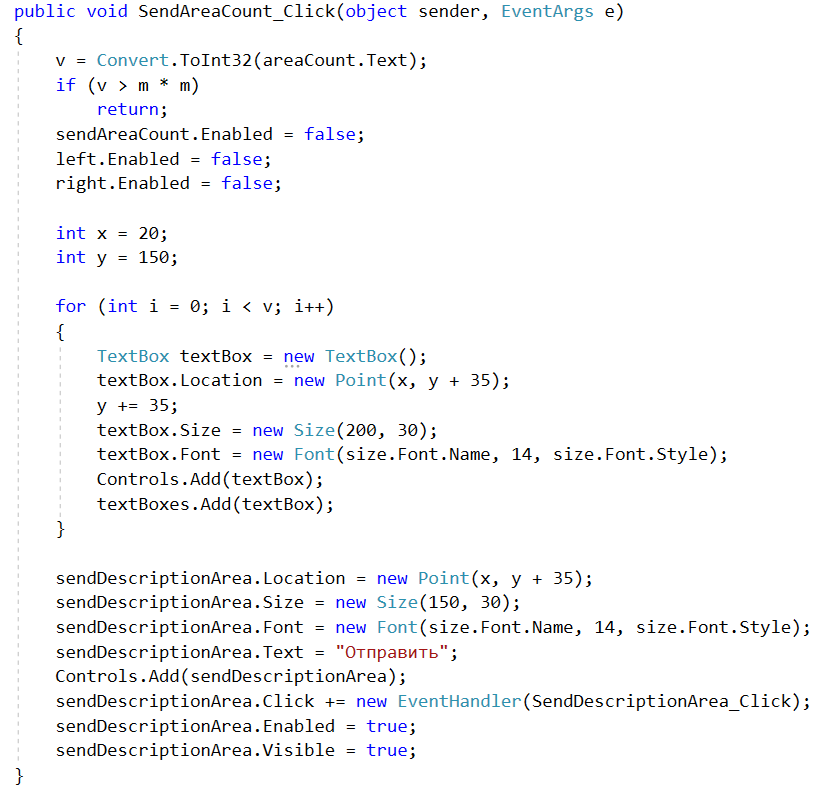 public void SendAreaCount_Click(object sender, EventArgs e)
{
    v = Convert.ToInt32(areaCount.Text);
    if (v > m * m)
        return;
    sendAreaCount.Enabled = false;
    left.Enabled = false;
    right.Enabled = false;

    int x = 20;
    int y = 150;

    for (int i = 0; i < v; i++)
    {
        TextBox textBox = new TextBox();
        textBox.Location = new Point(x, y + 35);
        y += 35;
        textBox.Size = new Size(200, 30);
        textBox.Font = new Font(size.Font.Name, 14, size.Font.Style);
        Controls.Add(textBox);
        textBoxes.Add(textBox);
    }

    sendDescriptionArea.Location = new Point(x, y + 35);
    sendDescriptionArea.Size = new Size(150, 30);
    sendDescriptionArea.Font = new Font(size.Font.Name, 14, size.Font.Style);
    sendDescriptionArea.Text = "Отправить";
    Controls.Add(sendDescriptionArea);
    sendDescriptionArea.Click += new EventHandler(SendDescriptionArea_Click);
    sendDescriptionArea.Enabled = true;
    sendDescriptionArea.Visible = true;
}